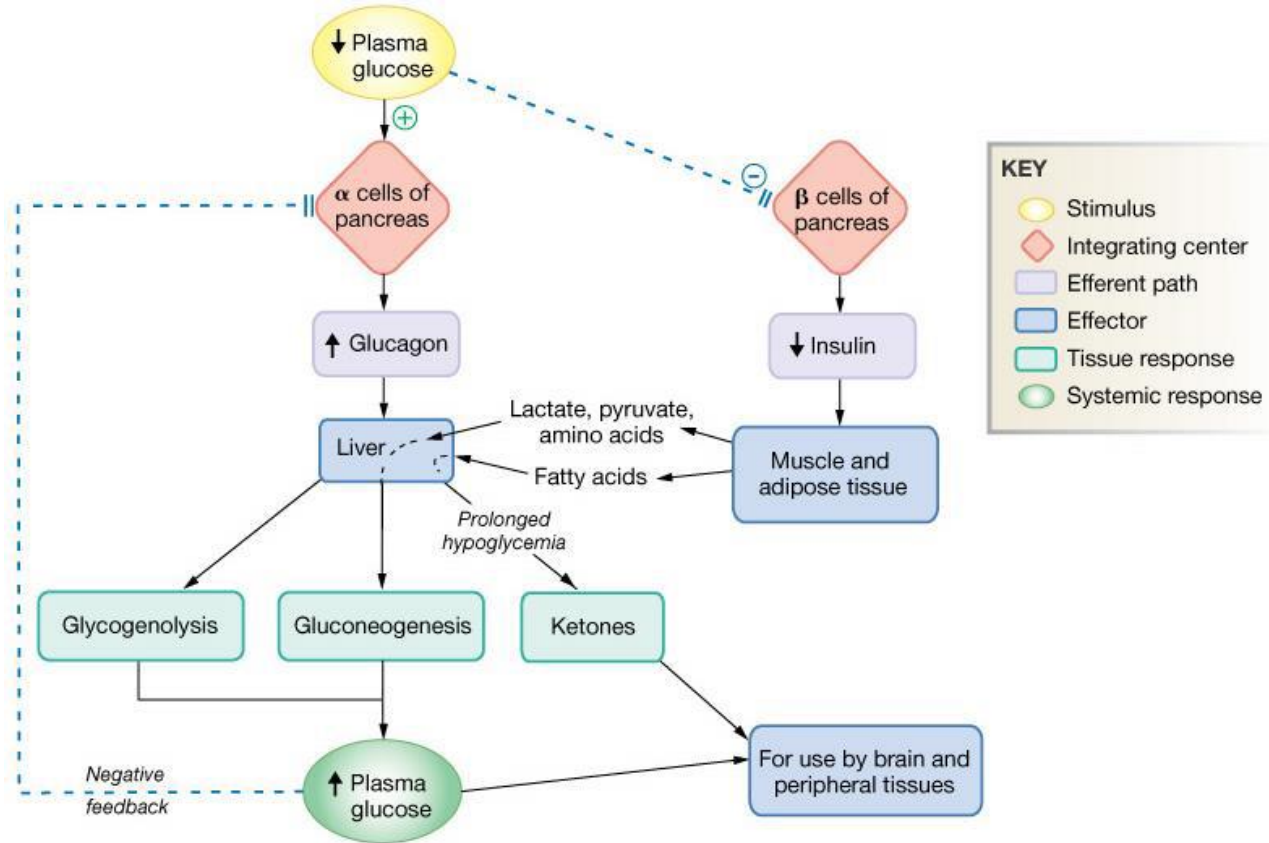 ↓ Plasma
glucose
+
α cells of
pancreas
−
β cells of
pancreas
↑ Glucagon
↓ Insulin
Liver
Lactate, pyruvate,
amino acids
Fatty acids
Muscle and
adipose tissue
Prolonged
hypoglycemia
Glycogenolysis
Gluconeogenesis
Ketones
Negative
feedback
↑ Plasma
glucose
For use by brain and
peripheral tissues
KEY
Stimulus
Integrating center
Efferent path
Effector
Tissue response
Systemic response